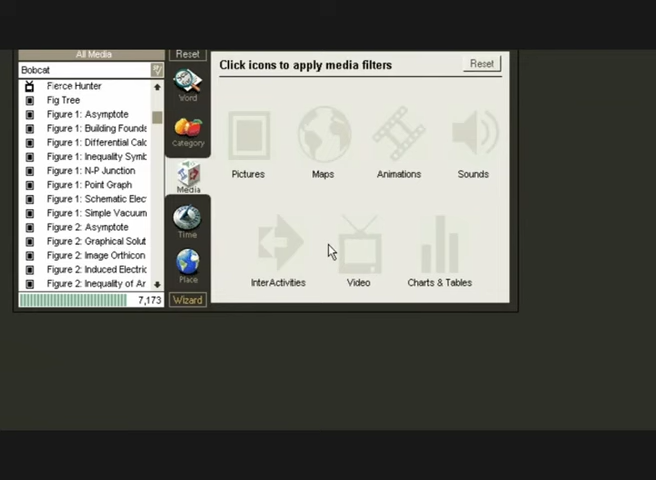 All Media
Reset
Bobcat
Fierce Hunter
Fig Tree
Figure 1: Asymptote
Figure 1: Building Founda
Figure 1: Differential Calc
Figure 1: Inequality Symb
Figure 1: N-P Junction
Figure 1: Point Graph
Figure 1: Schematic Elec
Figure 1: Simple Vacuum
Figure 2: Asymptote
Figure 2: Graphical Solut
Figure 2: Image Orthicon
Figure 2: Induced Electric
Figure 2: Inequality of Ar
7,173
Word
Category
Media
Time
Place
Wizard
Click icons to apply media filters
Reset
Pictures Maps Animations Sounds
InterActivities Video Charts & Tables